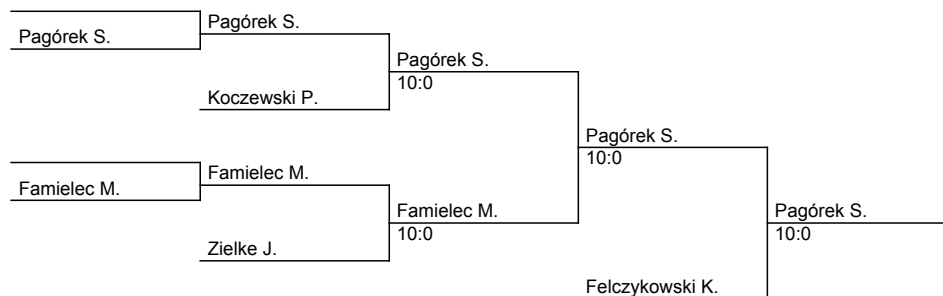 Pagórek S.
Pagórek S.
Koczewski P.
Pagórek S.
10:0
Famielec M.
Famielec M.
Zielke J.
Famielec M.
10:0
Pagórek S.
10:0
Felczykowski K.
Pagórek S.
10:0